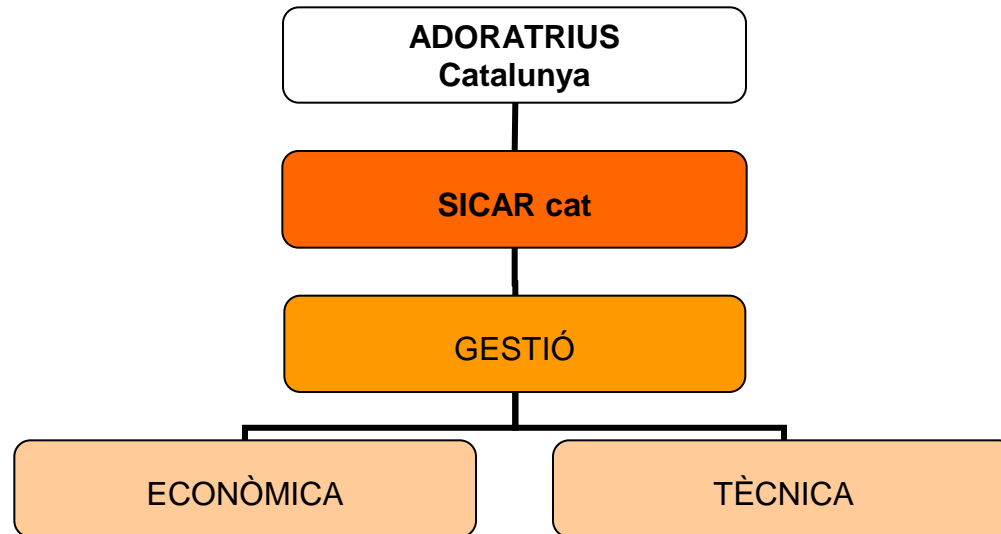 ADORATRIUS
Catalunya
SICAR cat
GESTIÓ
ECONÒMICA
TÈCNICA